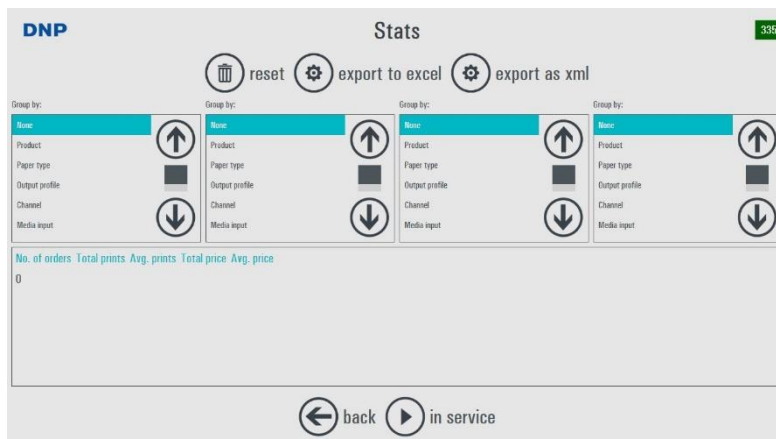 DNP
Stats
335
reset export to excel export as xml
Group by: Group by: Group by: Group by:
None None None None
Product Product Product Product
Paper type Paper type Paper type Paper type
Output profile Output profile Output profile Output profile
Channel Channel Channel Channel
Media input Media input Media input Media input
No. of orders Total prints Avg. prints Total price Avg. price
0
back in service